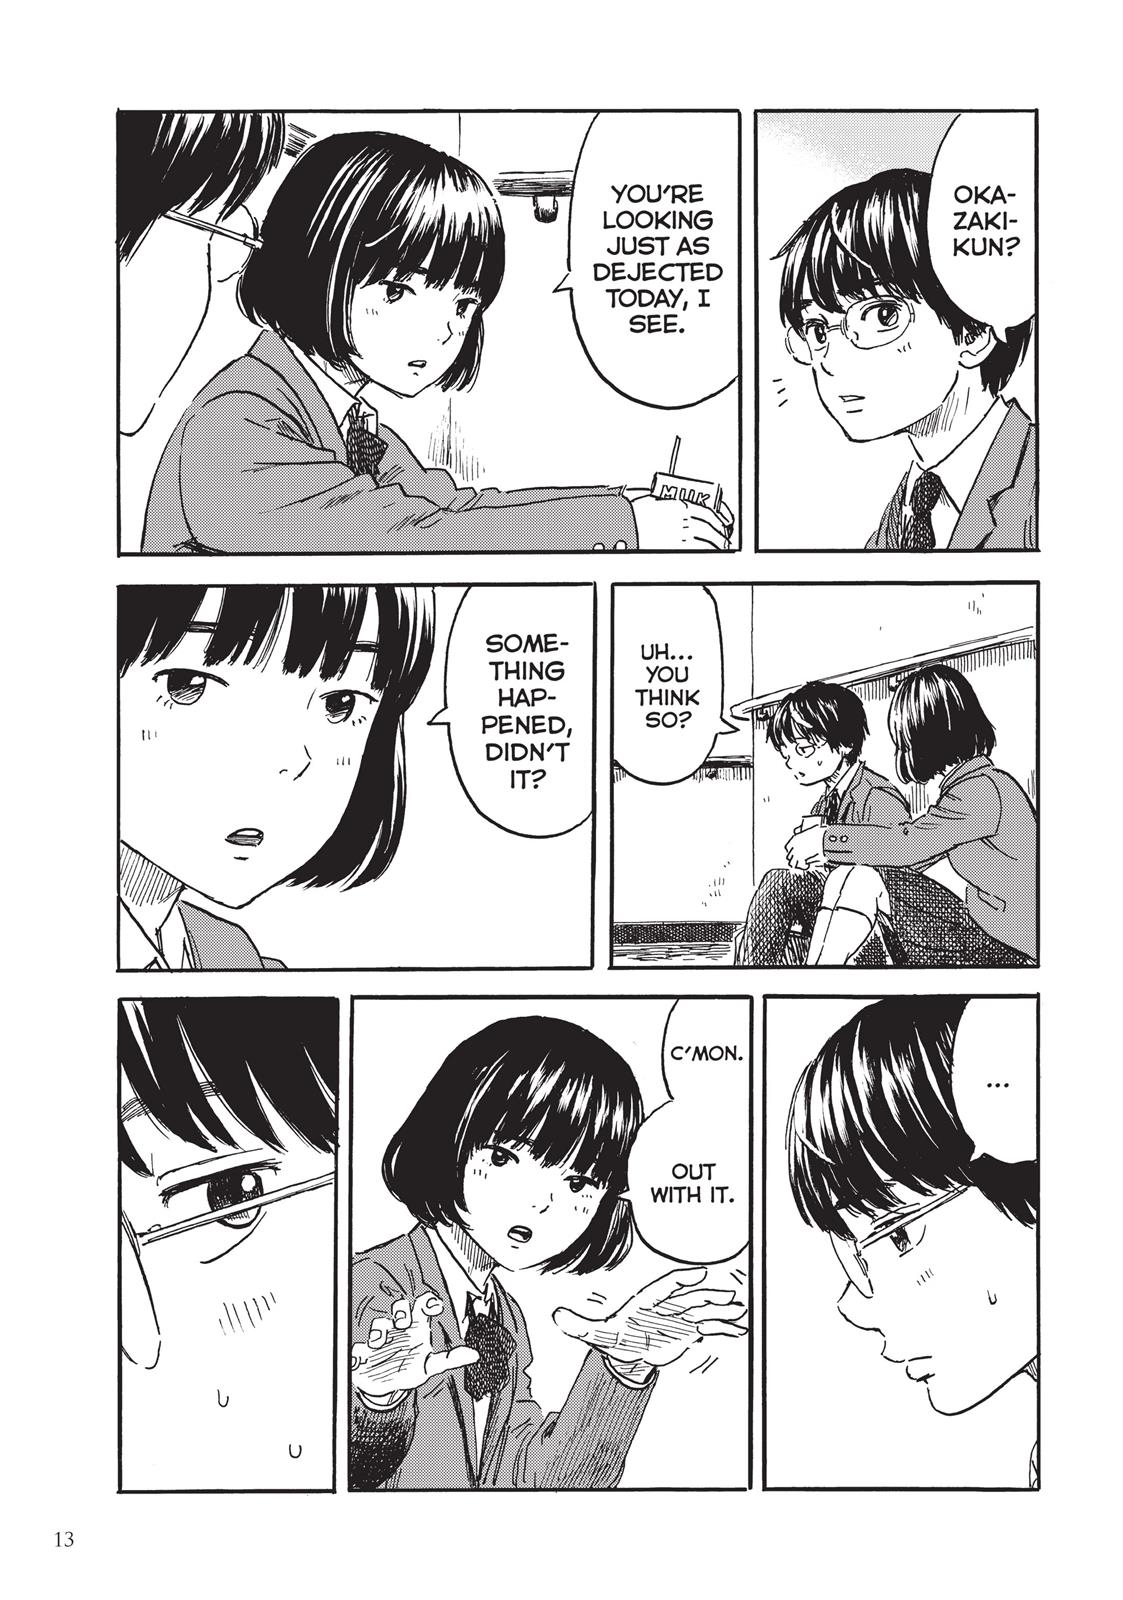 OKA-
ZAKI-
KUN?
YOU'RE
LOOKING
JUST AS
DEJECTED
TODAY, I
SEE.
MILK
UH...
YOU
THINK
SO?
SOME-
THING
HAP-
PENED,
DIDN'T
IT?
...
C'MON.
OUT
WITH IT.
13